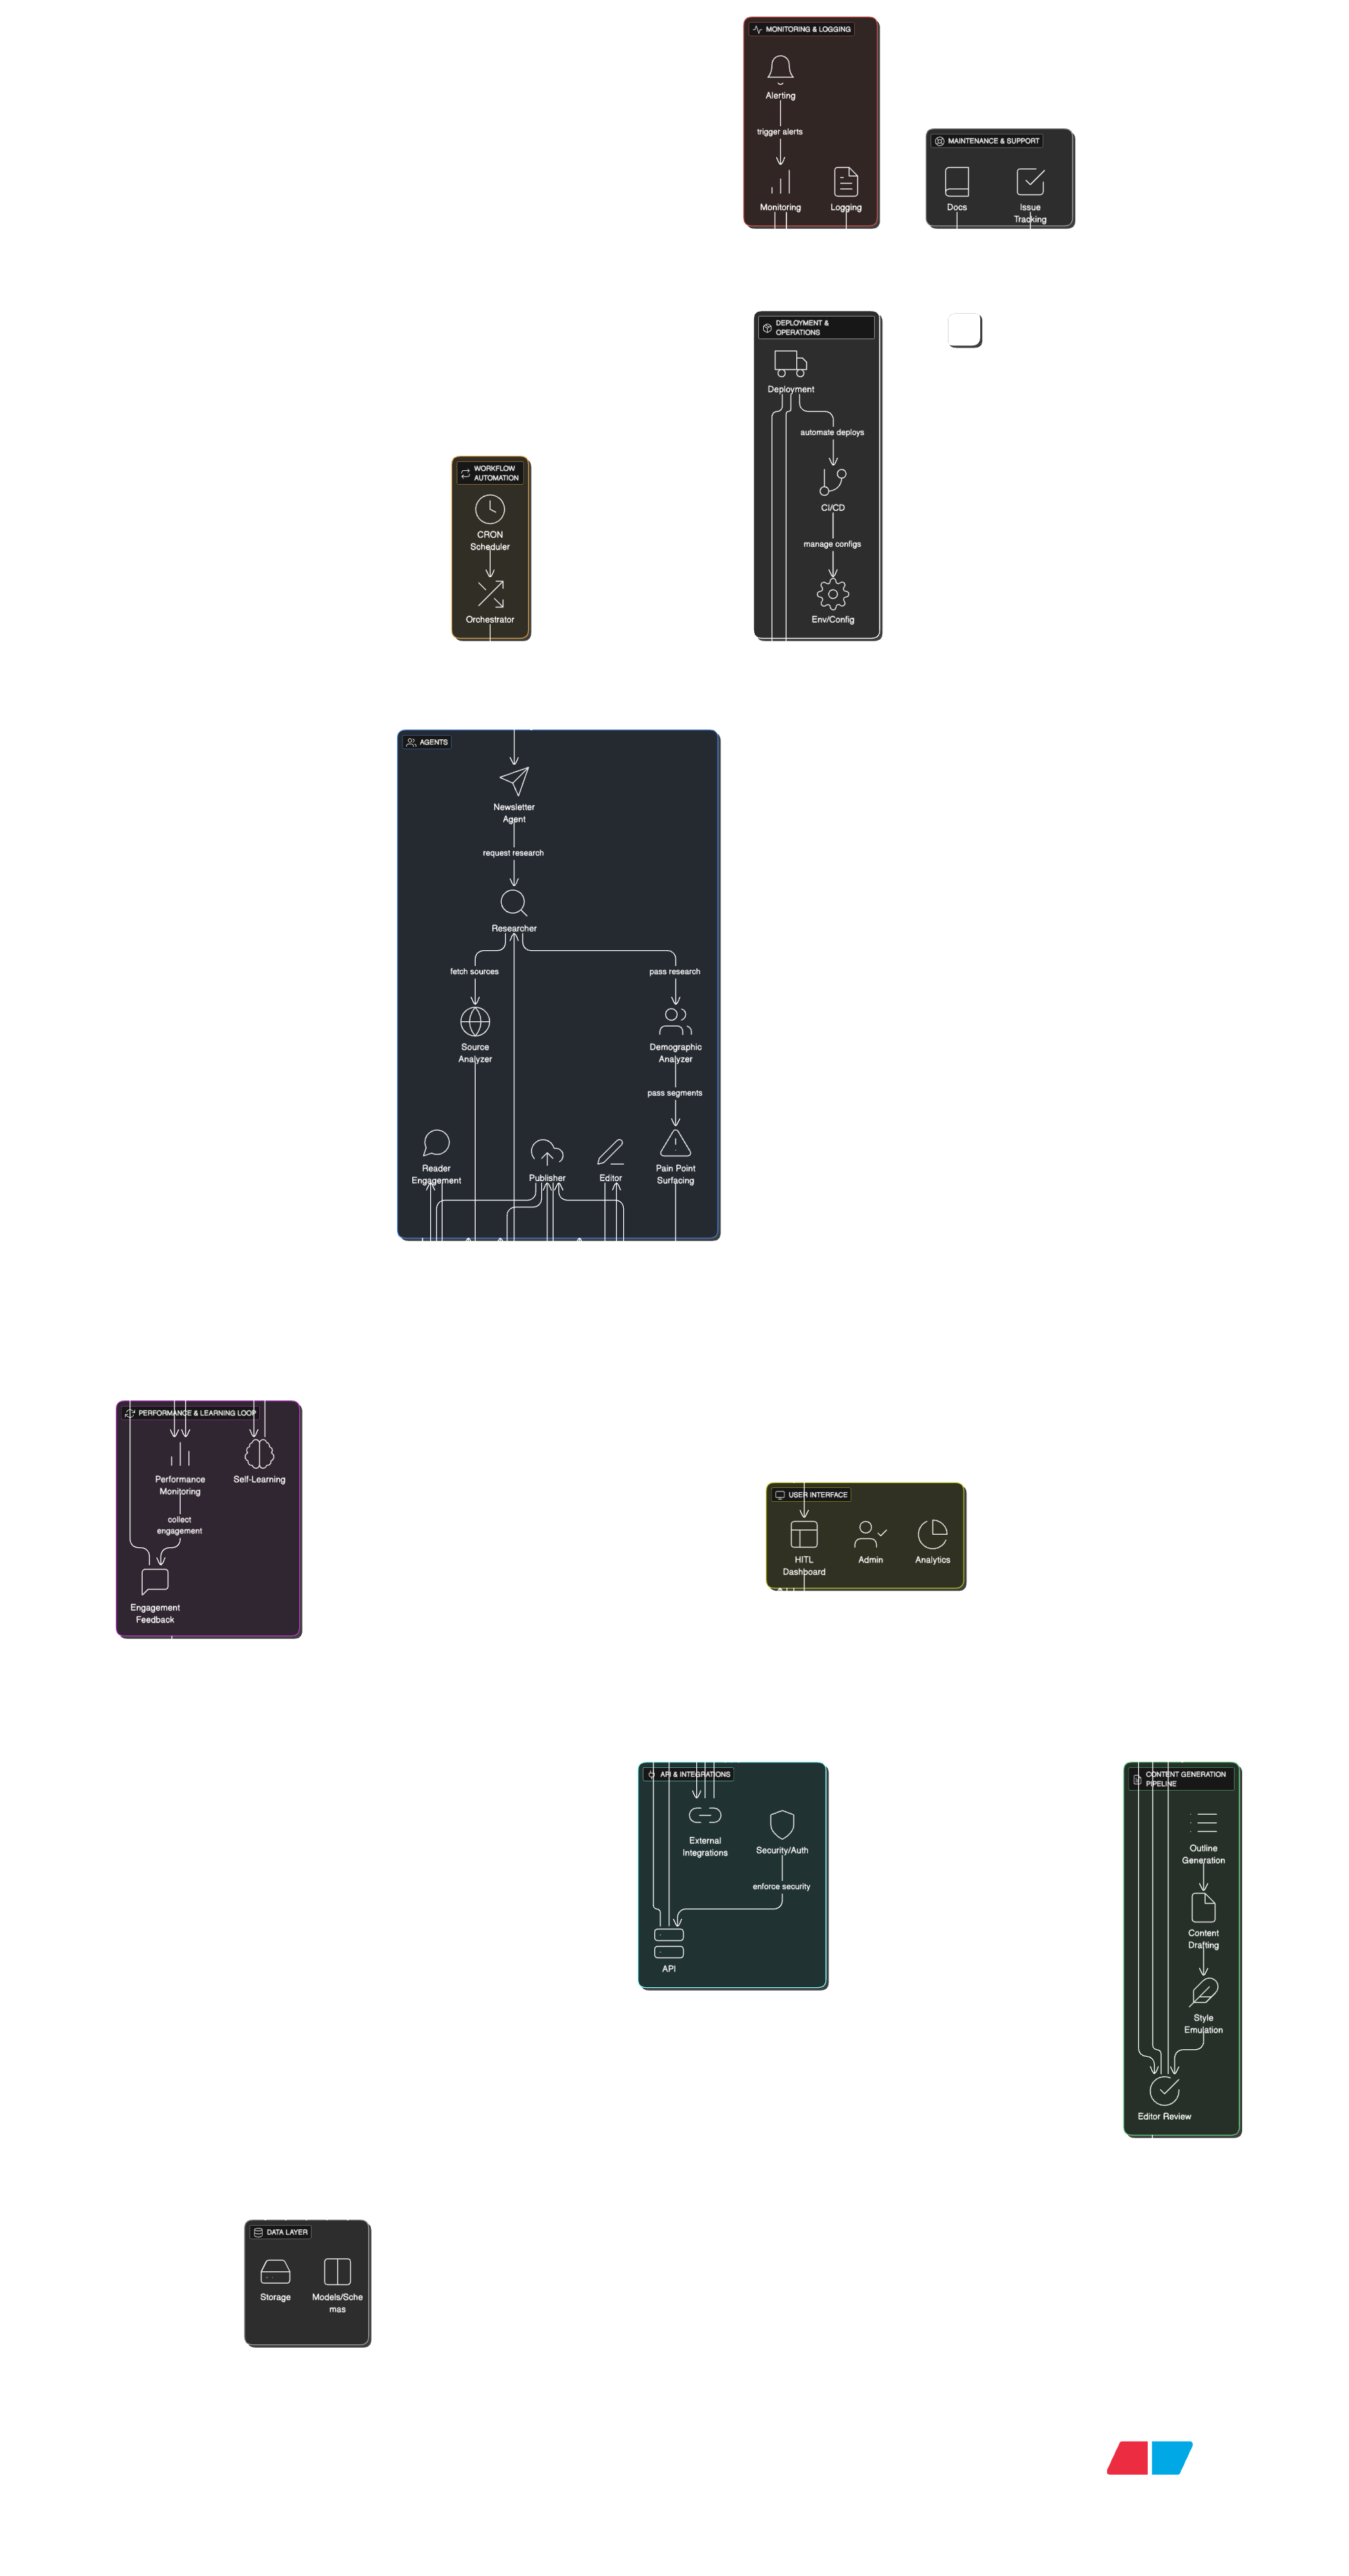 MONITORING & LOGGING
Alerting
trigger alerts
Monitoring
Logging
MAINTENANCE & SUPPORT
Docs
Issue
Tracking
DEPLOYMENT &
OPERATIONS
Deployment
automate deploys
CI/CD
manage configs
Env/Config
WORKFLOW
AUTOMATION
CRON
Scheduler
Orchestrator
AGENTS
Newsletter
Agent
request research
Researcher
fetch sources
pass research
Source
Analyzer
Demographic
Analyzer
pass segments
Reader
Engagement
Publisher
Editor
Pain Point
Surfacing
PERFORMANCE & LEARNING LOOP
Performance
Monitoring
Self-Learning
collect
engagement
Engagement
Feedback
USER INTERFACE
HITL
Dashboard
Admin
Analytics
API & INTEGRATIONS
External
Integrations
Security/Auth
enforce security
API
CONTENT GENERATION
PIPELINE
Outline
Generation
Content
Drafting
Style
Emulation
Editor Review
DATA LAYER
Storage
Models/Sche
mas